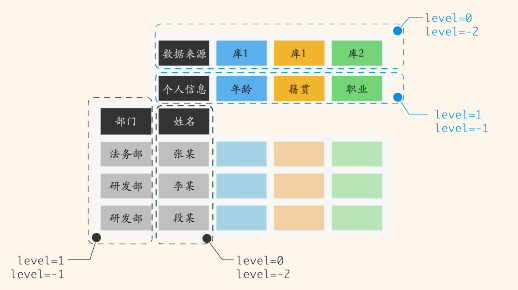 level=0
level=-2
数据来源 库1 库1 库2
个人信息 年龄 籍贯 职业
level=1
level=-1
部门 姓名
法务部 张某
研发部 李某
研发部 段某
level=1
level=-1
level=0
level=-2